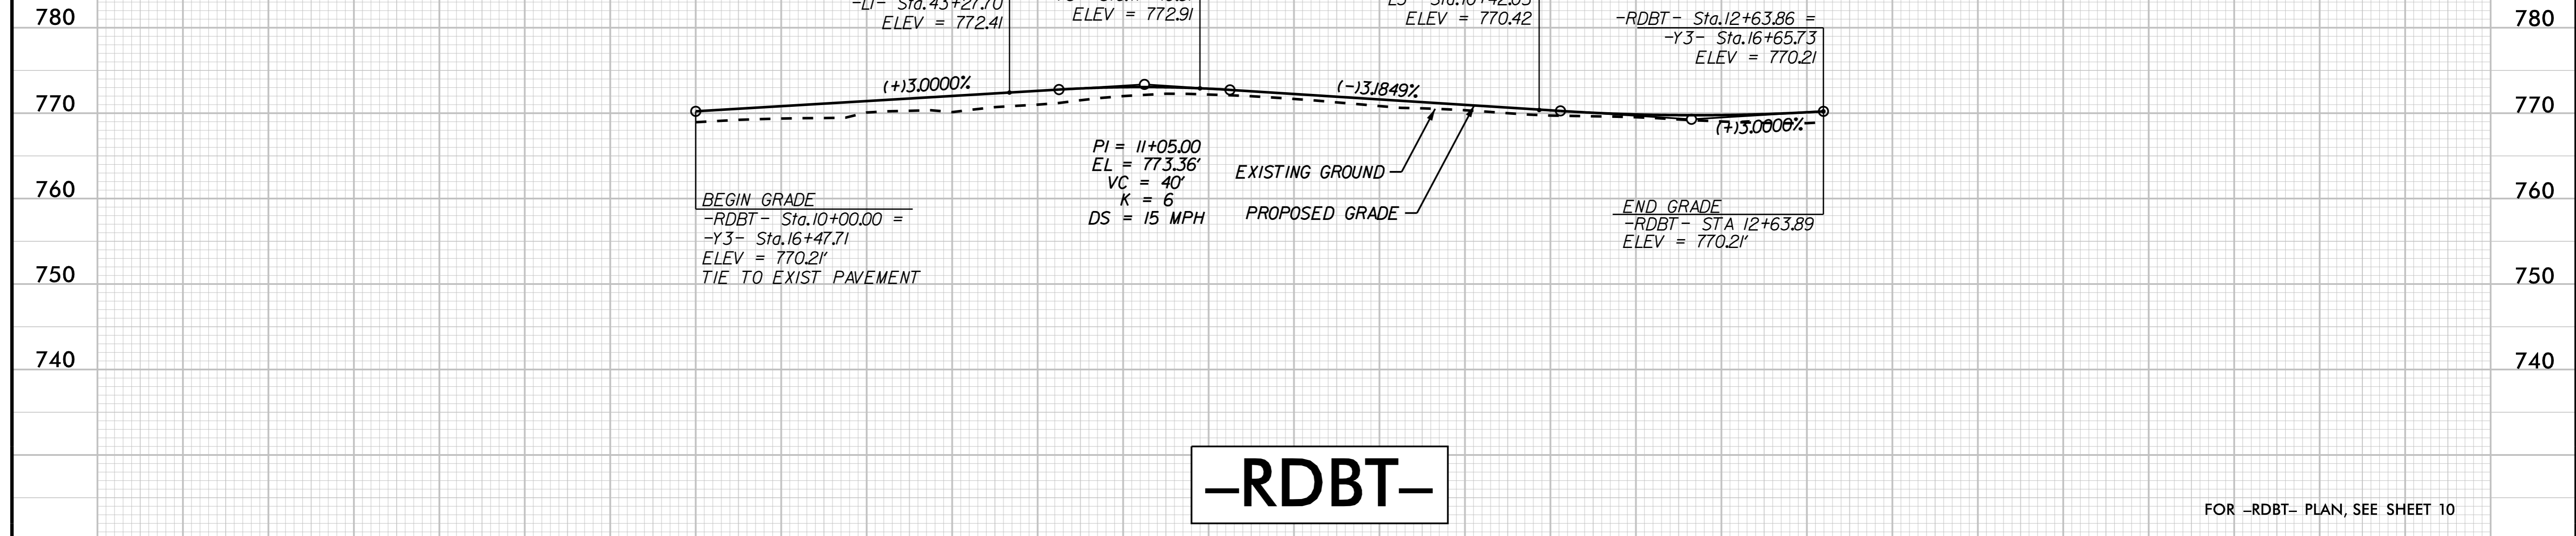 780
-L1- Sta.43+27.70
ELEV = 772.41
ELEV = 772.91
ELEV = 770.42
-RDBT- Sta.12+63.86 =
-Y3- Sta.16+65.73
ELEV = 770.21
780
770
(+)3.0000%
(-)3.1849%
(+)3.0000%
770
PI = 11+05.00
EL = 773.36'
VC = 40'
K = 6
DS = 15 MPH
EXISTING GROUND
PROPOSED GRADE
760
BEGIN GRADE
-RDBT- Sta.10+00.00 =
-Y3- Sta.16+47.71
ELEV = 770.21'
TIE TO EXIST PAVEMENT
END GRADE
-RDBT- STA 12+63.89
ELEV = 770.21'
760
750
750
740
740
–RDBT–
FOR –RDBT– PLAN, SEE SHEET 10